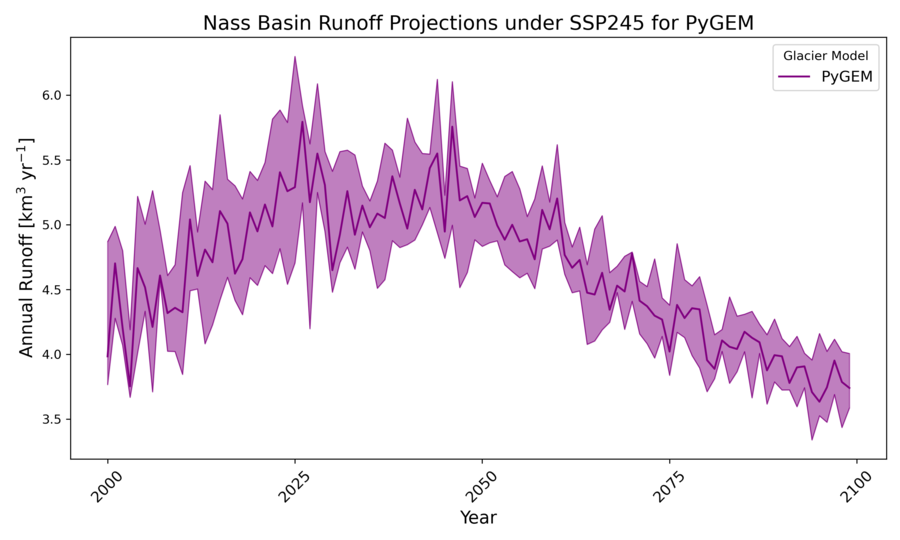 Nass Basin Runoff Projections under SSP245 for PyGEM
Glacier Model
PyGEM
Annual Runoff [km³ yr⁻¹]
6.0
5.5
5.0
4.5
4.0
3.5
2000
2025
2050
2075
2100
Year